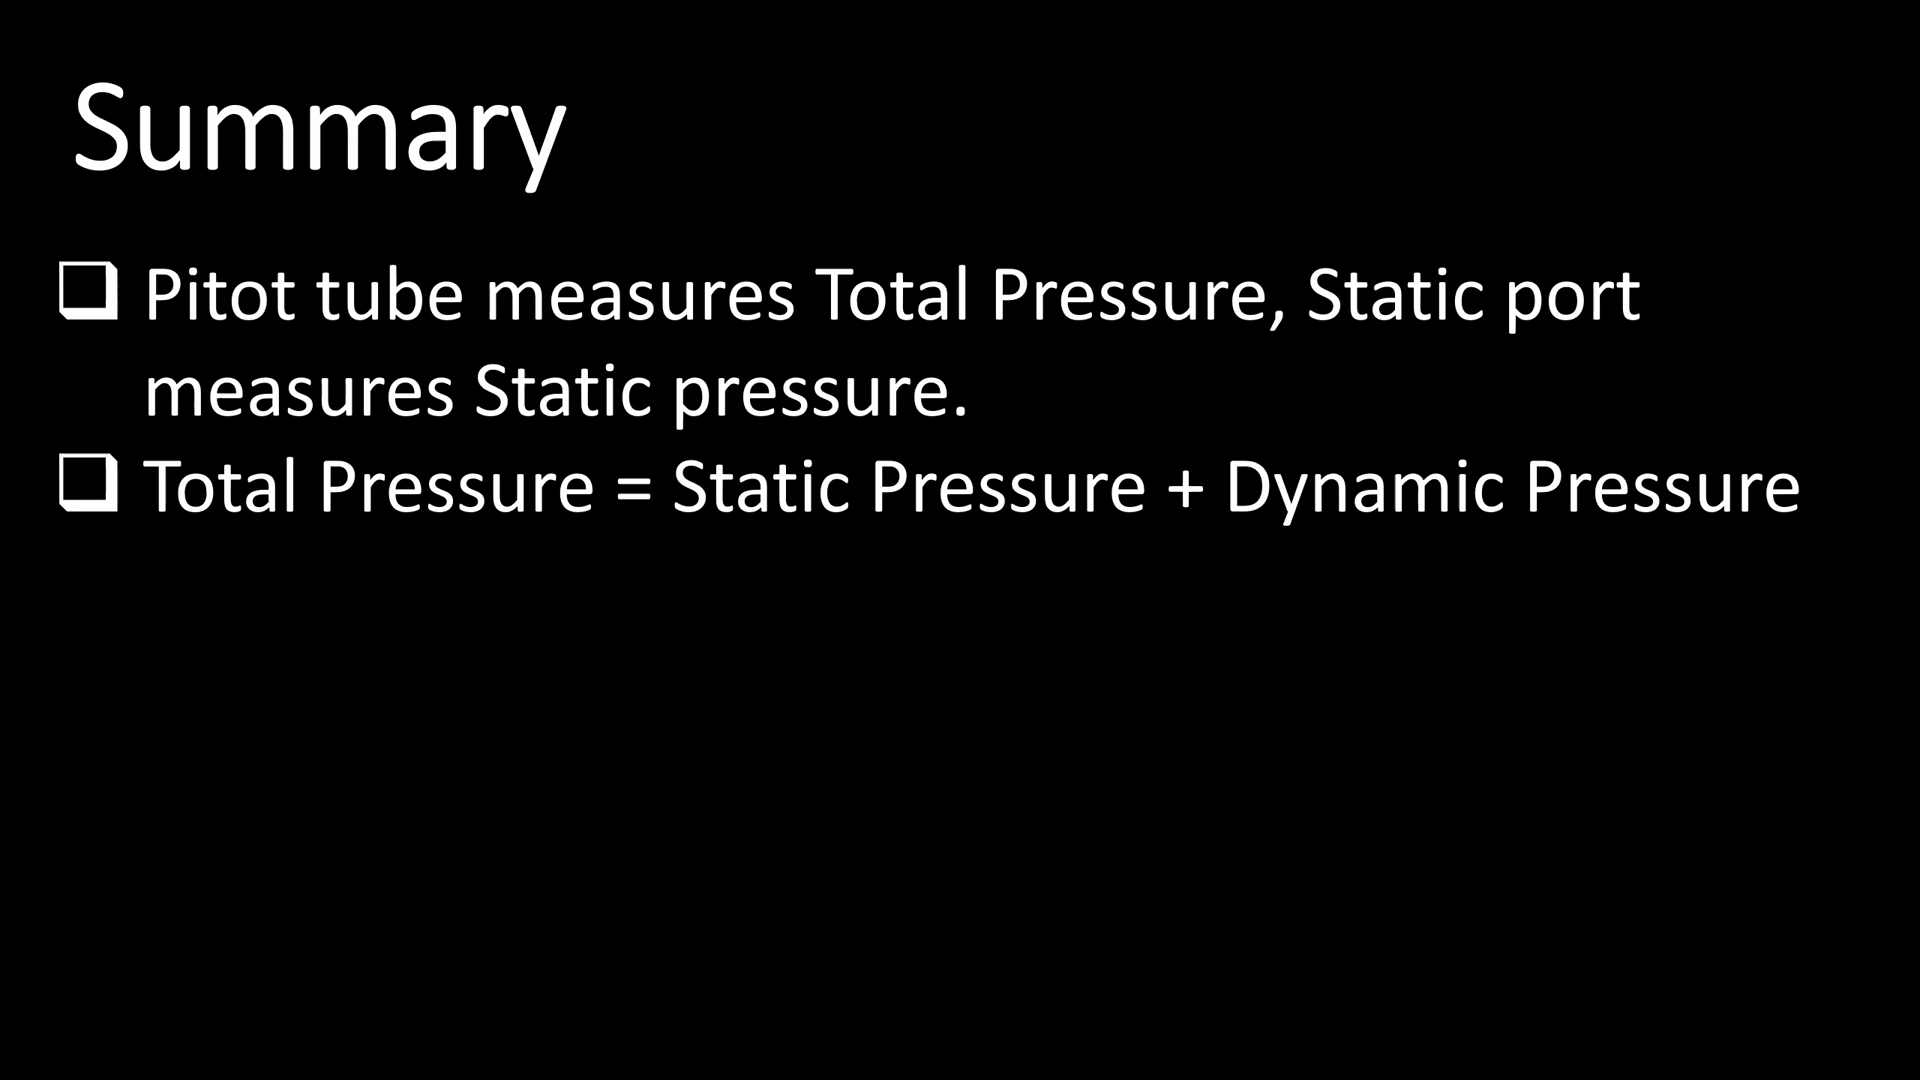 Summary
❑ Pitot tube measures Total Pressure, Static port
measures Static pressure.
❑ Total Pressure = Static Pressure + Dynamic Pressure